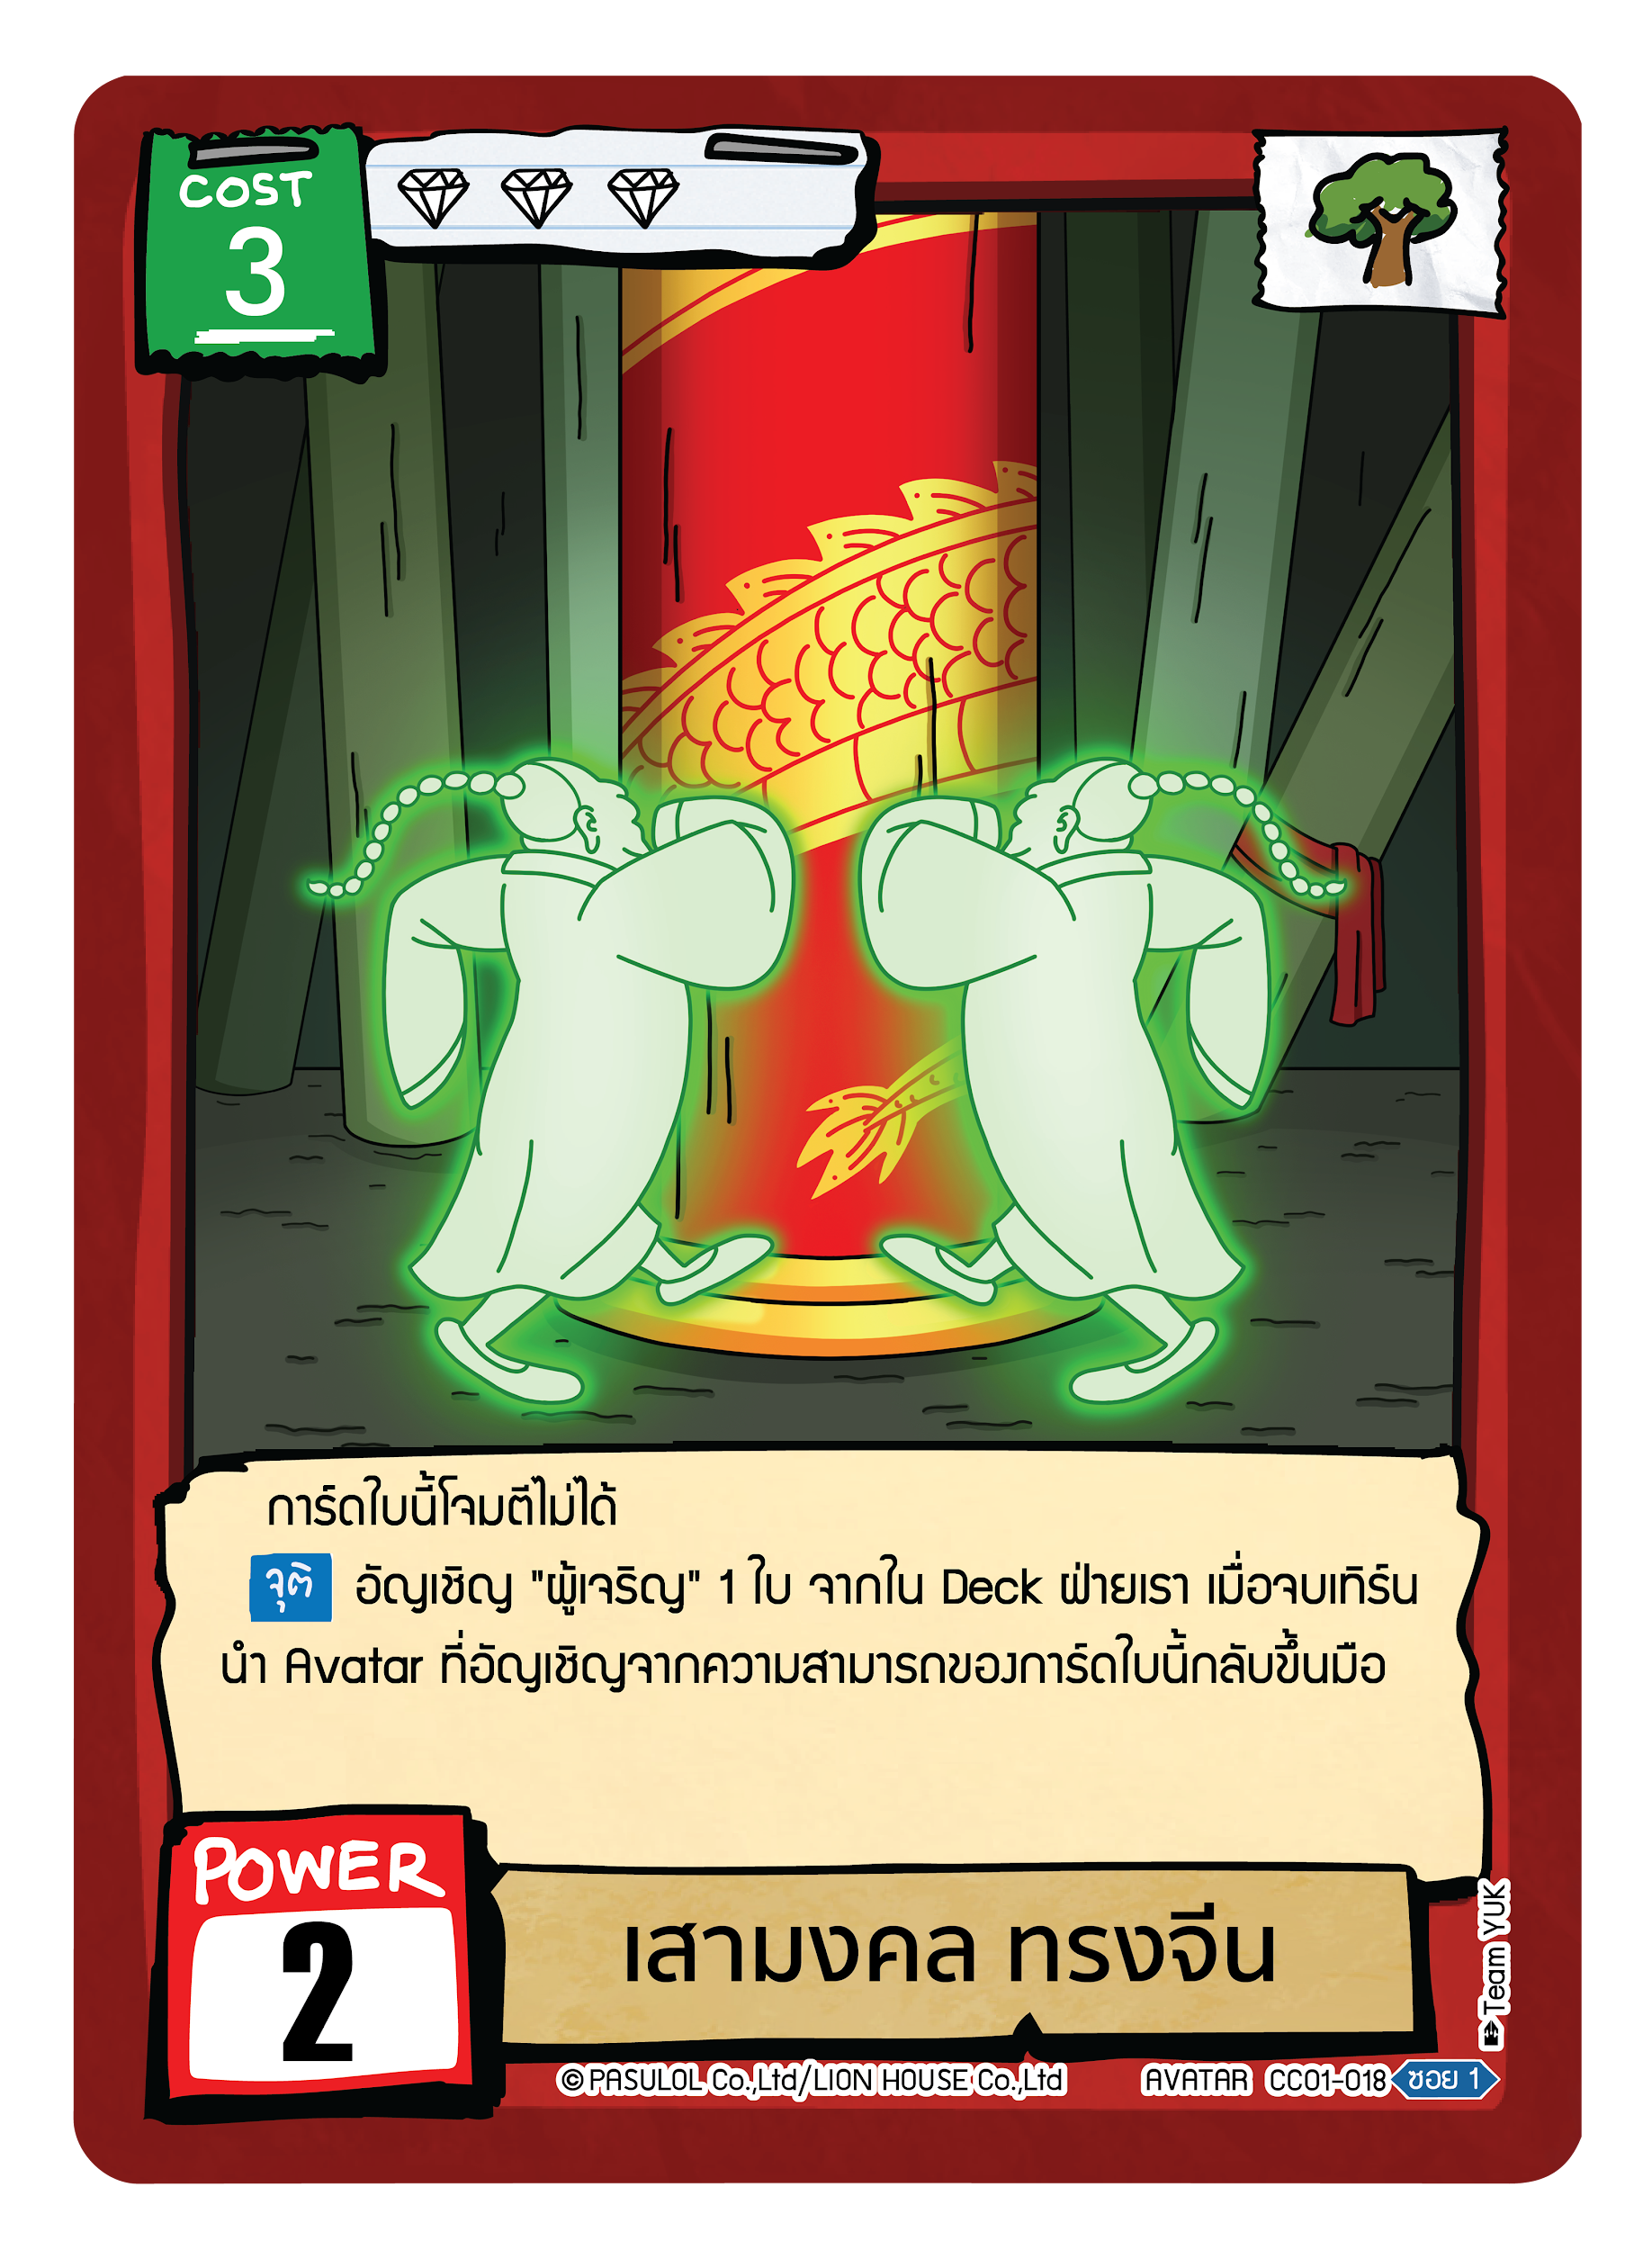 COST
3
การ์ดใบนี้โจมตีไม่ได้
จุติ อัญเชิญ "ผู้เจริญ" 1 ใบ จากใน Deck ฝ่ายเรา เมื่อจบเทิร์น
นำ Avatar ที่อัญเชิญจากความสามารถของการ์ดใบนี้กลับขึ้นมือ
POWER
2
เสามงคล ทรงจีน
Team YUK
©PASULOL Co.,Ltd/LION HOUSE Co.,Ltd AVATAR CC01-018 ซอย 1